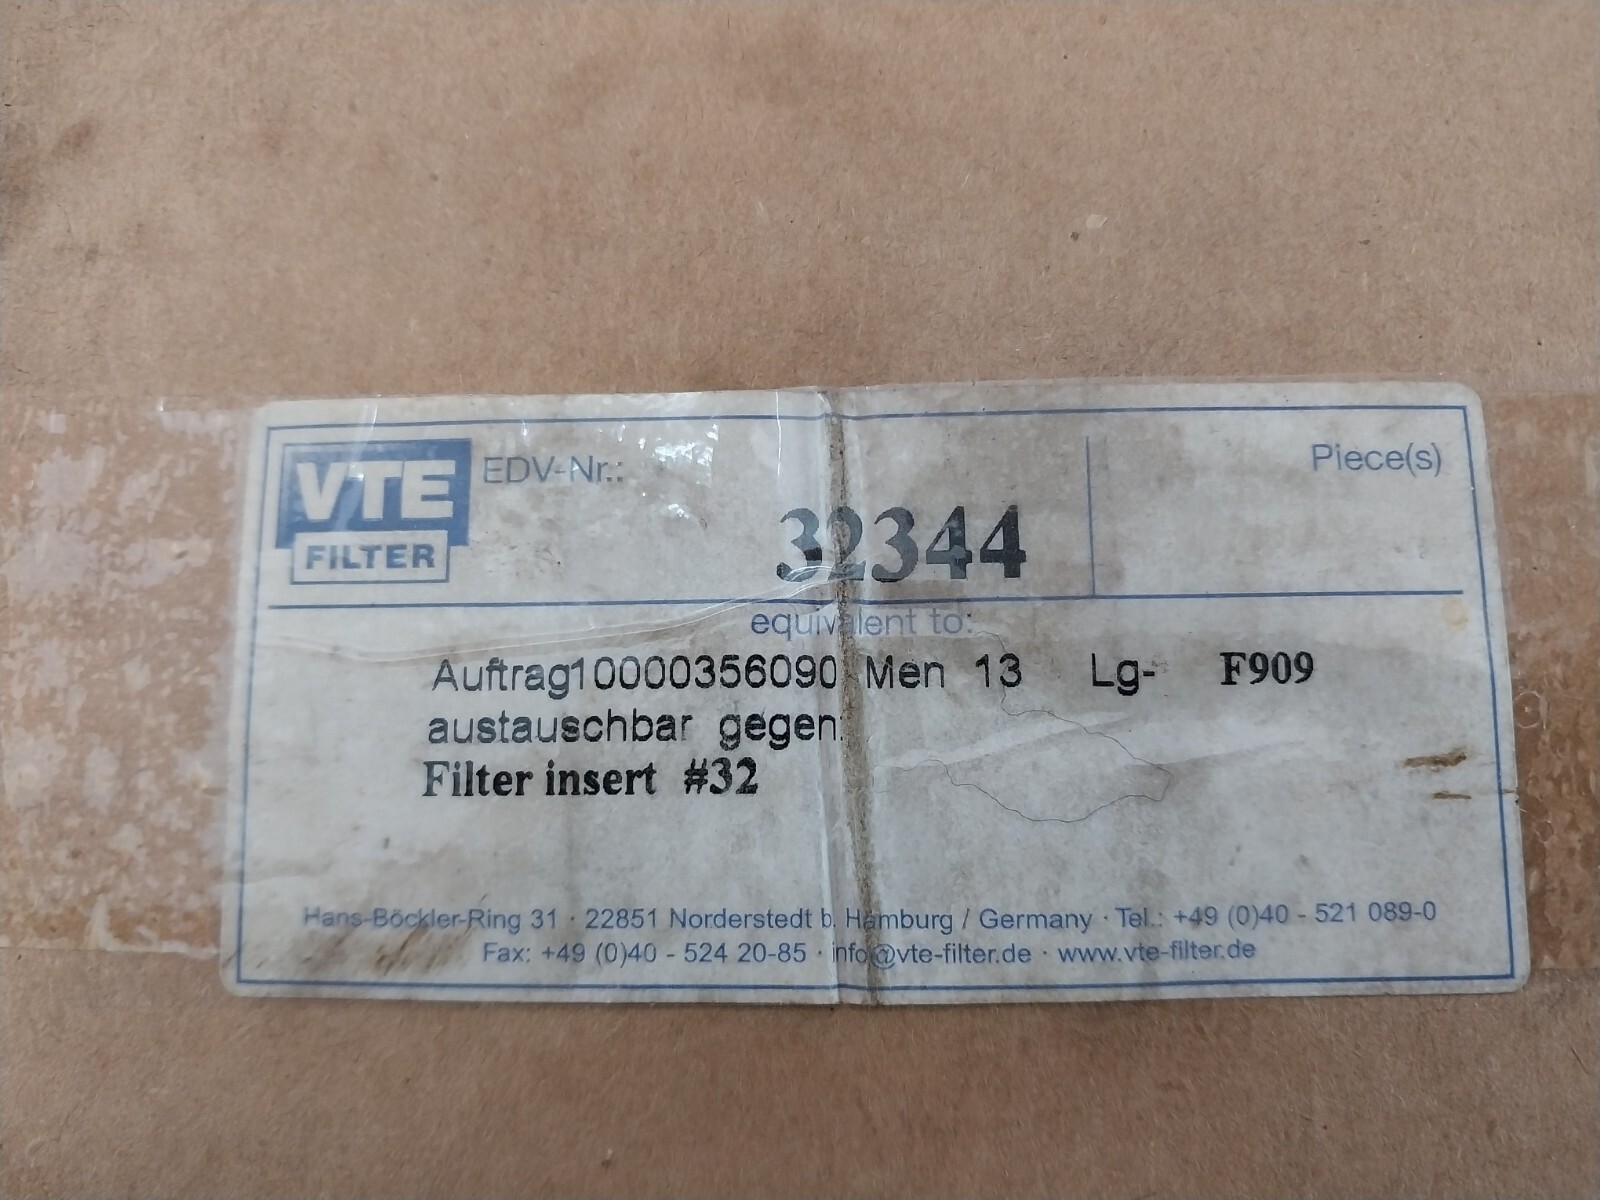 VTE
FILTER
EDV-Nr.:
32344
Piece(s)
equivalent to:
Auftrag10000356090 Men 13 Lg- F909
austauschbar gegen:
Filter insert #32
Hans-Böckler-Ring 31 · 22851 Norderstedt b. Hamburg / Germany · Tel.: +49 (0)40 - 521 089-0
Fax: +49 (0)40 - 524 20-85 · info@vte-filter.de · www.vte-filter.de